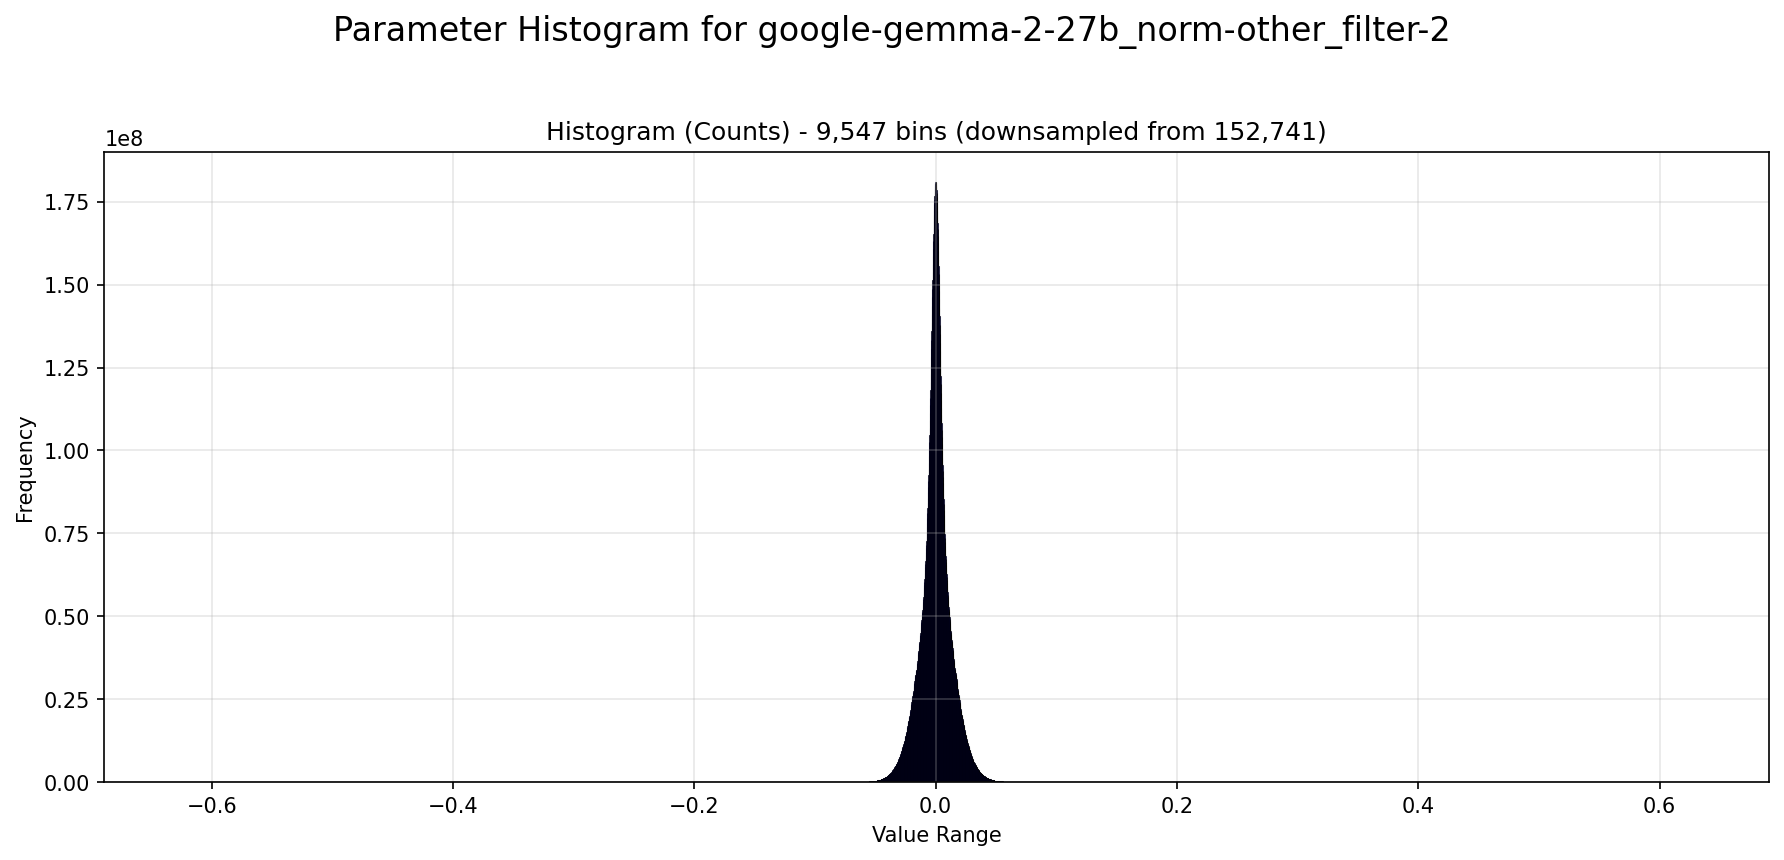 Parameter Histogram for google-gemma-2-27b_norm-other_filter-2
Histogram (Counts) - 9,547 bins (downsampled from 152,741)
1e8
1.75
1.50
1.25
1.00
0.75
0.50
0.25
0.00
Frequency
−0.6 −0.4 −0.2 0.0 0.2 0.4 0.6
Value Range